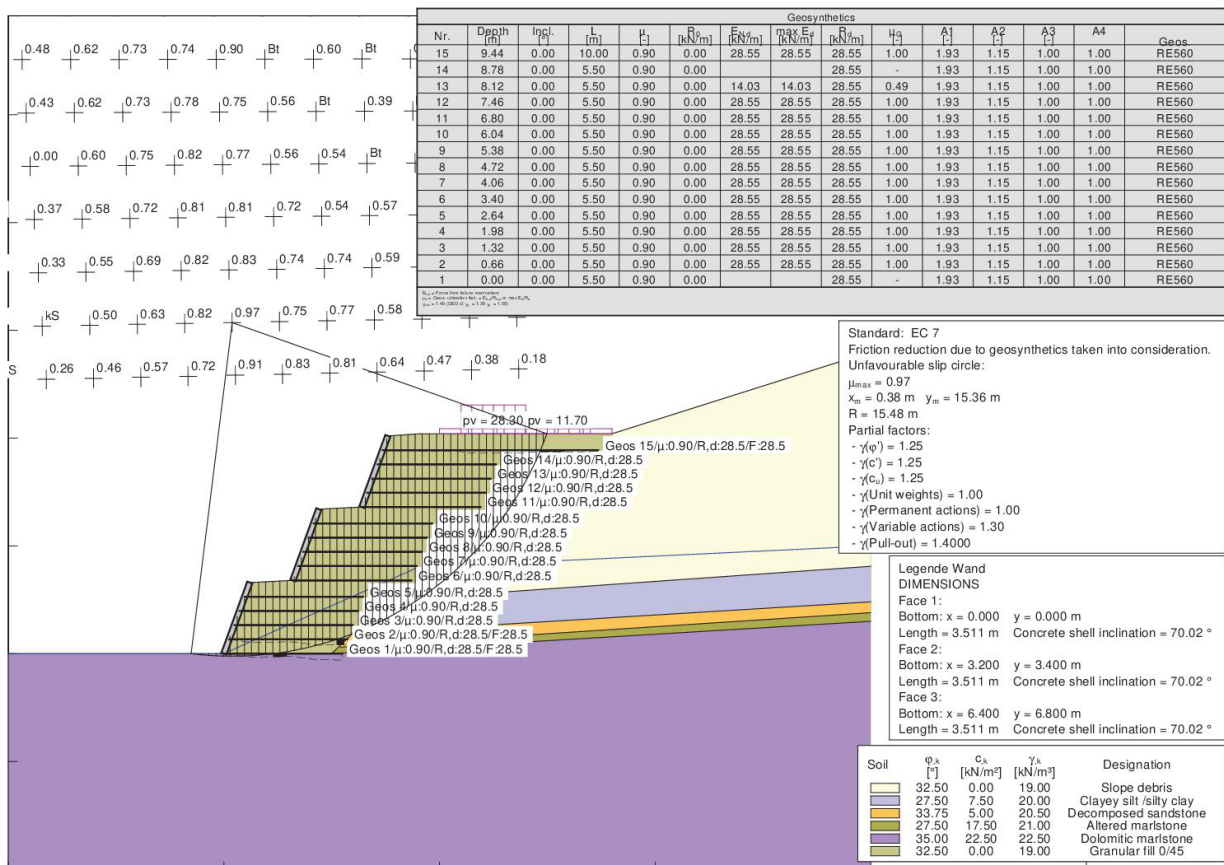 Geosynthetics
Nr. Depth [m] Incl. [°] L [m] µ [-] R₀ [kN/m] [kN/m] max E [kN/m] R [kN/m] µ [-] A1 [-] A2 [-] A3 [-] A4 Geos.
15 9.44 0.00 10.00 0.90 0.00 28.55 28.55 28.55 1.00 1.93 1.15 1.00 1.00 RE560
14 8.78 0.00 5.50 0.90 0.00 28.55 - 1.93 1.15 1.00 1.00 RE560
13 8.12 0.00 5.50 0.90 0.00 14.03 14.03 28.55 0.49 1.93 1.15 1.00 1.00 RE560
12 7.46 0.00 5.50 0.90 0.00 28.55 28.55 28.55 1.00 1.93 1.15 1.00 1.00 RE560
11 6.80 0.00 5.50 0.90 0.00 28.55 28.55 28.55 1.00 1.93 1.15 1.00 1.00 RE560
10 6.04 0.00 5.50 0.90 0.00 28.55 28.55 28.55 1.00 1.93 1.15 1.00 1.00 RE560
9 5.38 0.00 5.50 0.90 0.00 28.55 28.55 28.55 1.00 1.93 1.15 1.00 1.00 RE560
8 4.72 0.00 5.50 0.90 0.00 28.55 28.55 28.55 1.00 1.93 1.15 1.00 1.00 RE560
7 4.06 0.00 5.50 0.90 0.00 28.55 28.55 28.55 1.00 1.93 1.15 1.00 1.00 RE560
6 3.40 0.00 5.50 0.90 0.00 28.55 28.55 28.55 1.00 1.93 1.15 1.00 1.00 RE560
5 2.64 0.00 5.50 0.90 0.00 28.55 28.55 28.55 1.00 1.93 1.15 1.00 1.00 RE560
4 1.98 0.00 5.50 0.90 0.00 28.55 28.55 28.55 1.00 1.93 1.15 1.00 1.00 RE560
3 1.32 0.00 5.50 0.90 0.00 28.55 28.55 28.55 1.00 1.93 1.15 1.00 1.00 RE560
2 0.66 0.00 5.50 0.90 0.00 28.55 28.55 28.55 1.00 1.93 1.15 1.00 1.00 RE560
1 0.00 0.00 5.50 0.90 0.00 28.55 - 1.93 1.15 1.00 1.00 RE560
0.48 0.62 0.73 0.74 0.90 Bt 0.60 Bt
0.43 0.62 0.73 0.78 0.75 0.56 Bt 0.39
0.00 0.60 0.75 0.82 0.77 0.56 0.54 Bt
0.37 0.58 0.72 0.81 0.81 0.72 0.54 0.57
0.33 0.55 0.69 0.82 0.83 0.74 0.74 0.59
kS 0.50 0.63 0.82 0.97 0.75 0.77 0.58
S 0.26 0.46 0.57 0.72 0.91 0.83 0.81 0.64 0.47 0.38 0.18
pv = 28.30 pv = 11.70
Geos 15/µ:0.90/R,d:28.5/F:28.5
Geos 14/µ:0.90/R,d:28.5
Geos 13/µ:0.90/R,d:28.5
Geos 12/µ:0.90/R,d:28.5
Geos 11/µ:0.90/R,d:28.5
Geos 10/µ:0.90/R,d:28.5
Geos 9/µ:0.90/R,d:28.5
Geos 8/µ:0.90/R,d:28.5
Geos 7/µ:0.90/R,d:28.5
Geos 6/µ:0.90/R,d:28.5
Geos 5/µ:0.90/R,d:28.5
Geos 4/µ:0.90/R,d:28.5
Geos 3/µ:0.90/R,d:28.5
Geos 2/µ:0.90/R,d:28.5/F:28.5
Geos 1/µ:0.90/R,d:28.5/F:28.5
Standard: EC 7
Friction reduction due to geosynthetics taken into consideration.
Unfavourable slip circle:
µmax = 0.97
xm = 0.38 m ym = 15.36 m
R = 15.48 m
Partial factors:
- γ(φ') = 1.25
- γ(c') = 1.25
- γ(cu) = 1.25
- γ(Unit weights) = 1.00
- γ(Permanent actions) = 1.00
- γ(Variable actions) = 1.30
- γ(Pull-out) = 1.4000
Legende Wand
DIMENSIONS
Face 1:
Bottom: x = 0.000 y = 0.000 m
Length = 3.511 m Concrete shell inclination = 70.02 °
Face 2:
Bottom: x = 3.200 y = 3.400 m
Length = 3.511 m Concrete shell inclination = 70.02 °
Face 3:
Bottom: x = 6.400 y = 6.800 m
Length = 3.511 m Concrete shell inclination = 70.02 °
Soil φ,k [°] c,k [kN/m²] γ,k [kN/m³] Designation
32.50 0.00 19.00 Slope debris
27.50 7.50 20.00 Clayey silt /silty clay
33.75 5.00 20.50 Decomposed sandstone
27.50 17.50 21.00 Altered marlstone
35.00 22.50 22.50 Dolomitic marlstone
32.50 0.00 19.00 Granular fill 0/45